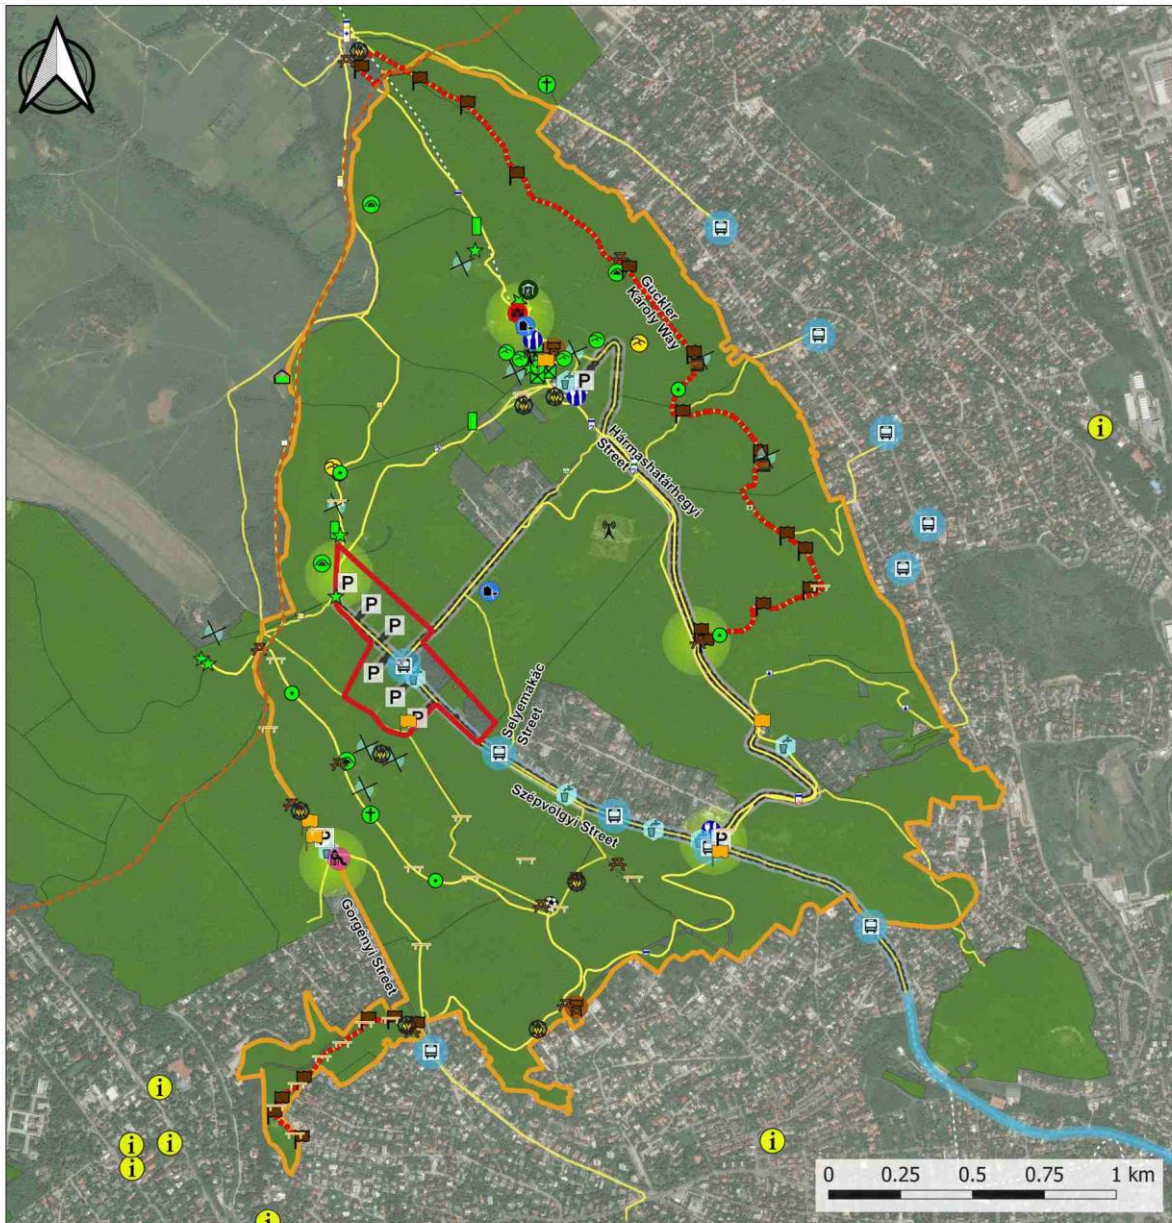 Guckler
Károly Way
P
Hármashatárhegyi
Street
P
P
P
P
P
P
Selyemakác
Street
Szépvölgyi Street
P
P
Görgényi Street
i
i
i
i
i
i
i
0 0.25 0.5 0.75 1 km